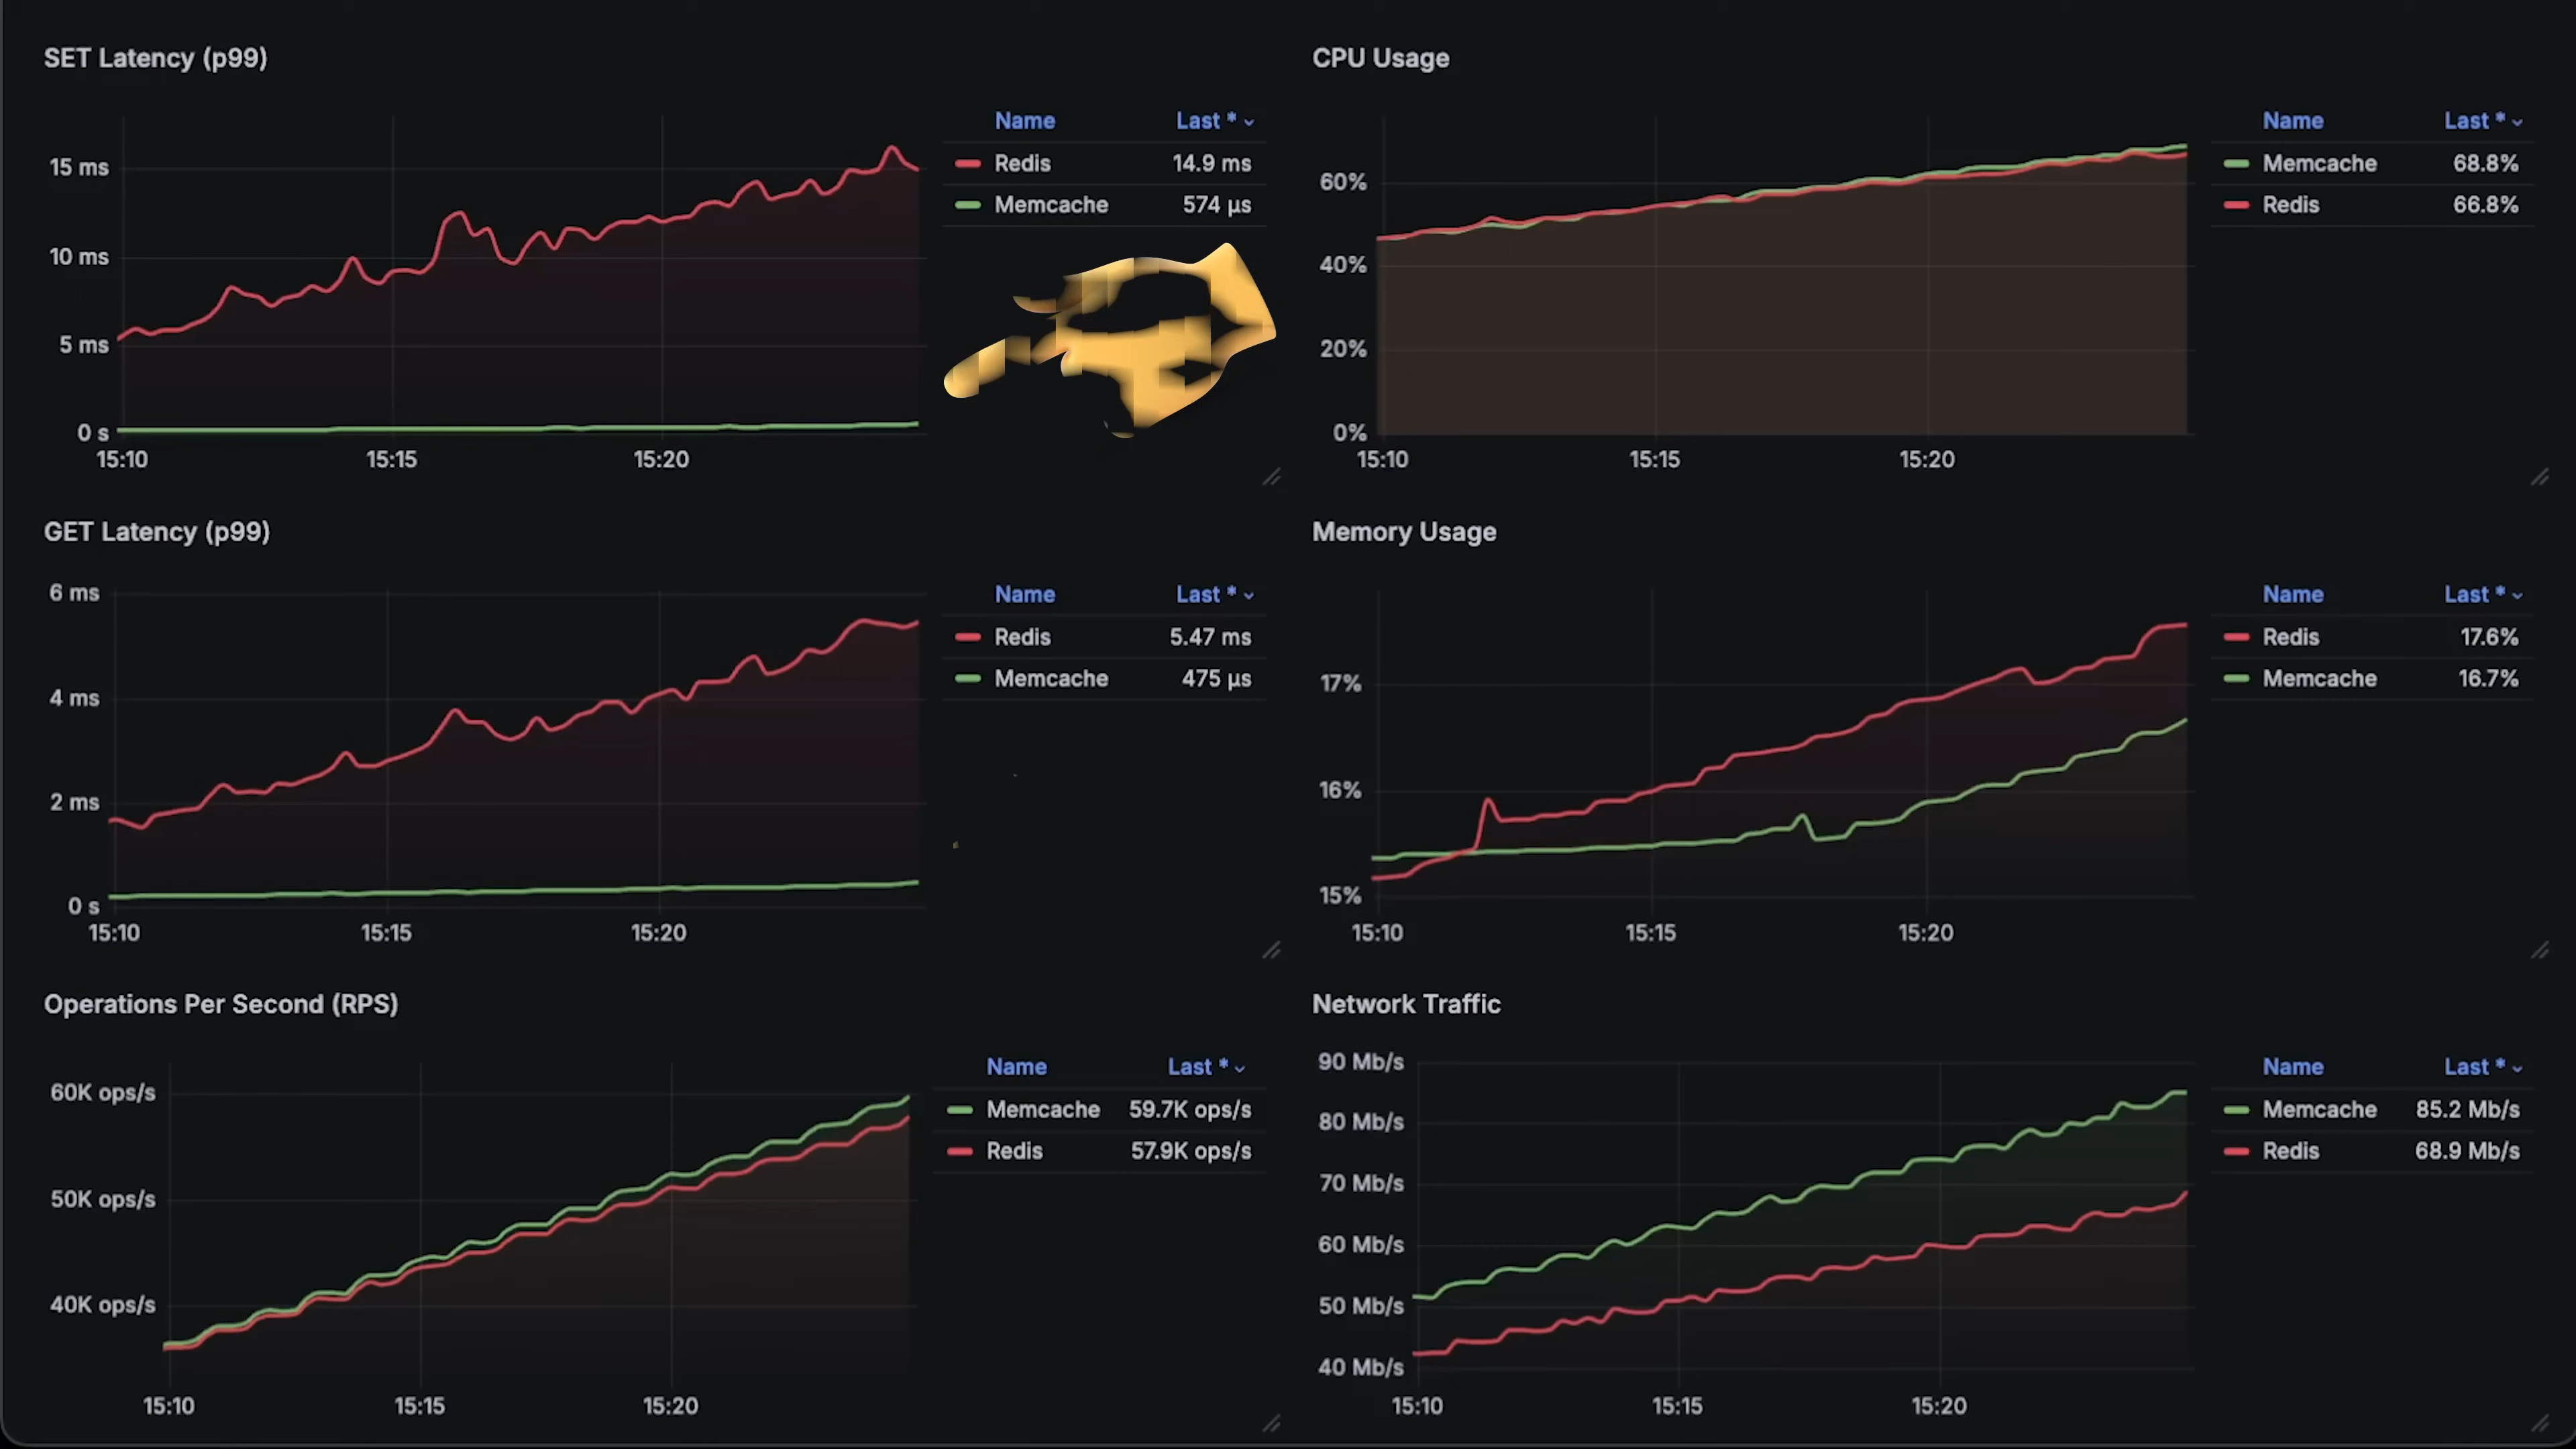 SET Latency (p99)
15 ms
10 ms
5 ms
0 s
15:10 15:15 15:20
Name Last *
Redis 14.9 ms
Memcache 574 µs
CPU Usage
60%
40%
20%
0%
15:10 15:15 15:20
Name Last *
Memcache 68.8%
Redis 66.8%
GET Latency (p99)
6 ms
4 ms
2 ms
0 s
15:10 15:15 15:20
Name Last *
Redis 5.47 ms
Memcache 475 µs
Memory Usage
17%
16%
15%
15:10 15:15 15:20
Name Last *
Redis 17.6%
Memcache 16.7%
Operations Per Second (RPS)
60K ops/s
50K ops/s
40K ops/s
15:10 15:15 15:20
Name Last *
Memcache 59.7K ops/s
Redis 57.9K ops/s
Network Traffic
90 Mb/s
80 Mb/s
70 Mb/s
60 Mb/s
50 Mb/s
40 Mb/s
15:10 15:15 15:20
Name Last *
Memcache 85.2 Mb/s
Redis 68.9 Mb/s